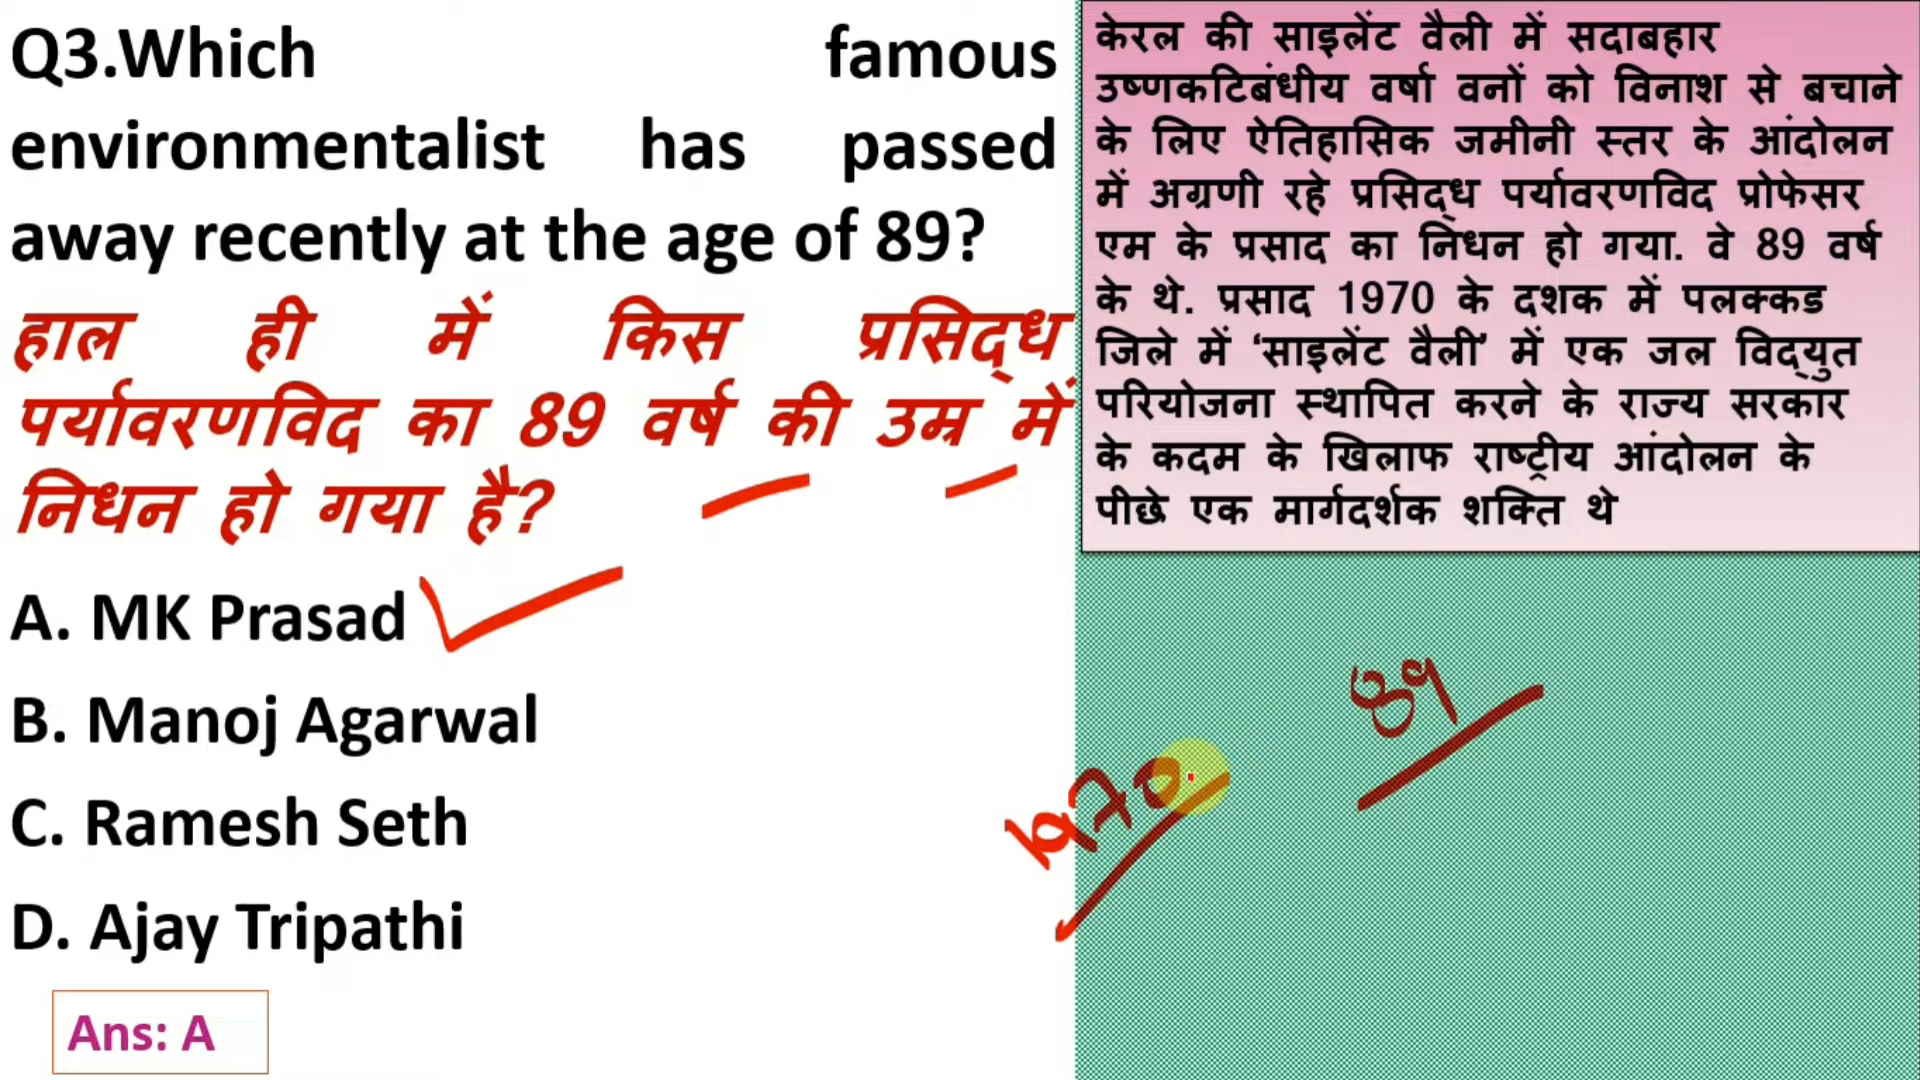 Q3.Which famous
environmentalist has passed
away recently at the age of 89?
हाल ही में किस प्रसिद्ध
पर्यावरणविद का 89 वर्ष की उम्र में
निधन हो गया है?
A. MK Prasad
B. Manoj Agarwal
C. Ramesh Seth
D. Ajay Tripathi
Ans: A
केरल की साइलेंट वैली में सदाबहार
उष्णकटिबंधीय वर्षा वनों को विनाश से बचाने
के लिए ऐतिहासिक जमीनी स्तर के आंदोलन
में अग्रणी रहे प्रसिद्ध पर्यावरणविद प्रोफेसर
एम के प्रसाद का निधन हो गया. वे 89 वर्ष
के थे. प्रसाद 1970 के दशक में पलक्कड
जिले में ‘साइलेंट वैली’ में एक जल विद्युत
परियोजना स्थापित करने के राज्य सरकार
के कदम के खिलाफ राष्ट्रीय आंदोलन के
पीछे एक मार्गदर्शक शक्ति थे
89